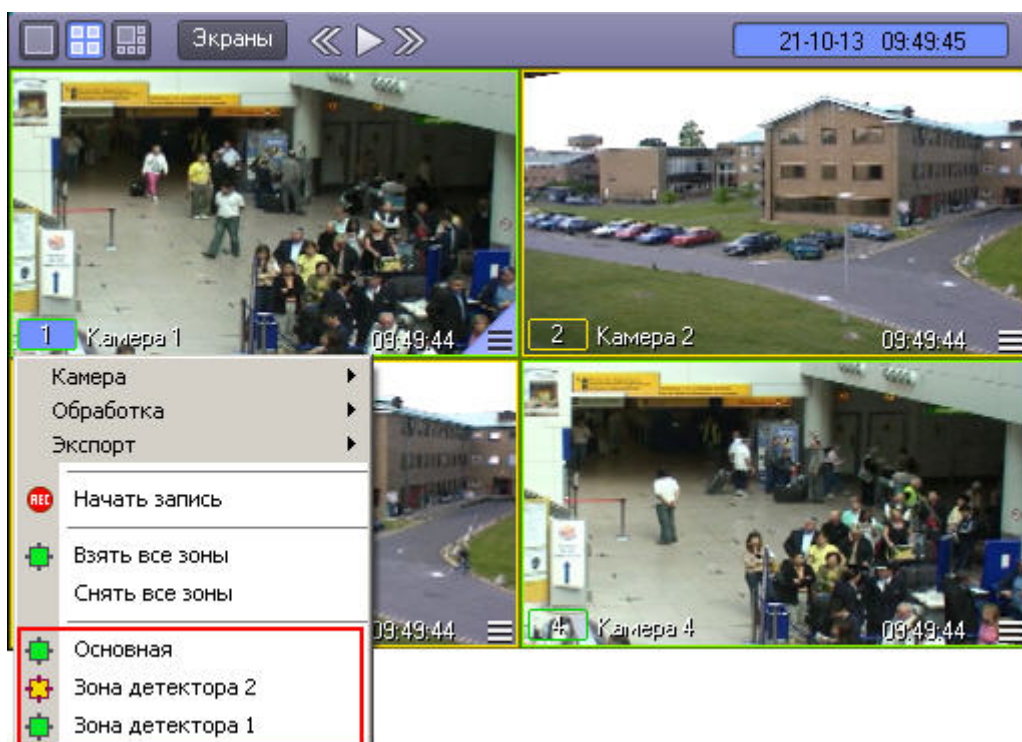 Экраны
21-10-13 09:49:45
1 Камера 1 09:49:44
2 Камера 2 09:49:44
Камера
Обработка
Экспорт
REC Начать запись
Взять все зоны
Снять все зоны
09:49:44
4 Камера 4 09:49:44
Основная
Зона детектора 2
Зона детектора 1